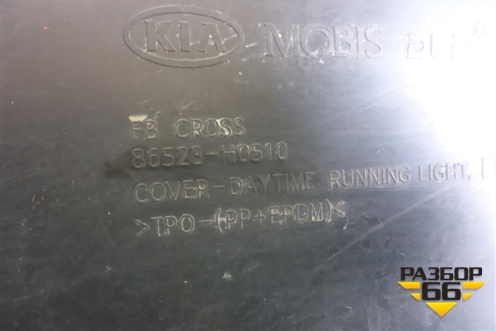 KIA MOBIS
FB CROSS
86523-H0510
COVER-DAYTIME RUNNING LIGHT,
>TPO-(PP+EPDM)<
РАЗБОР
66